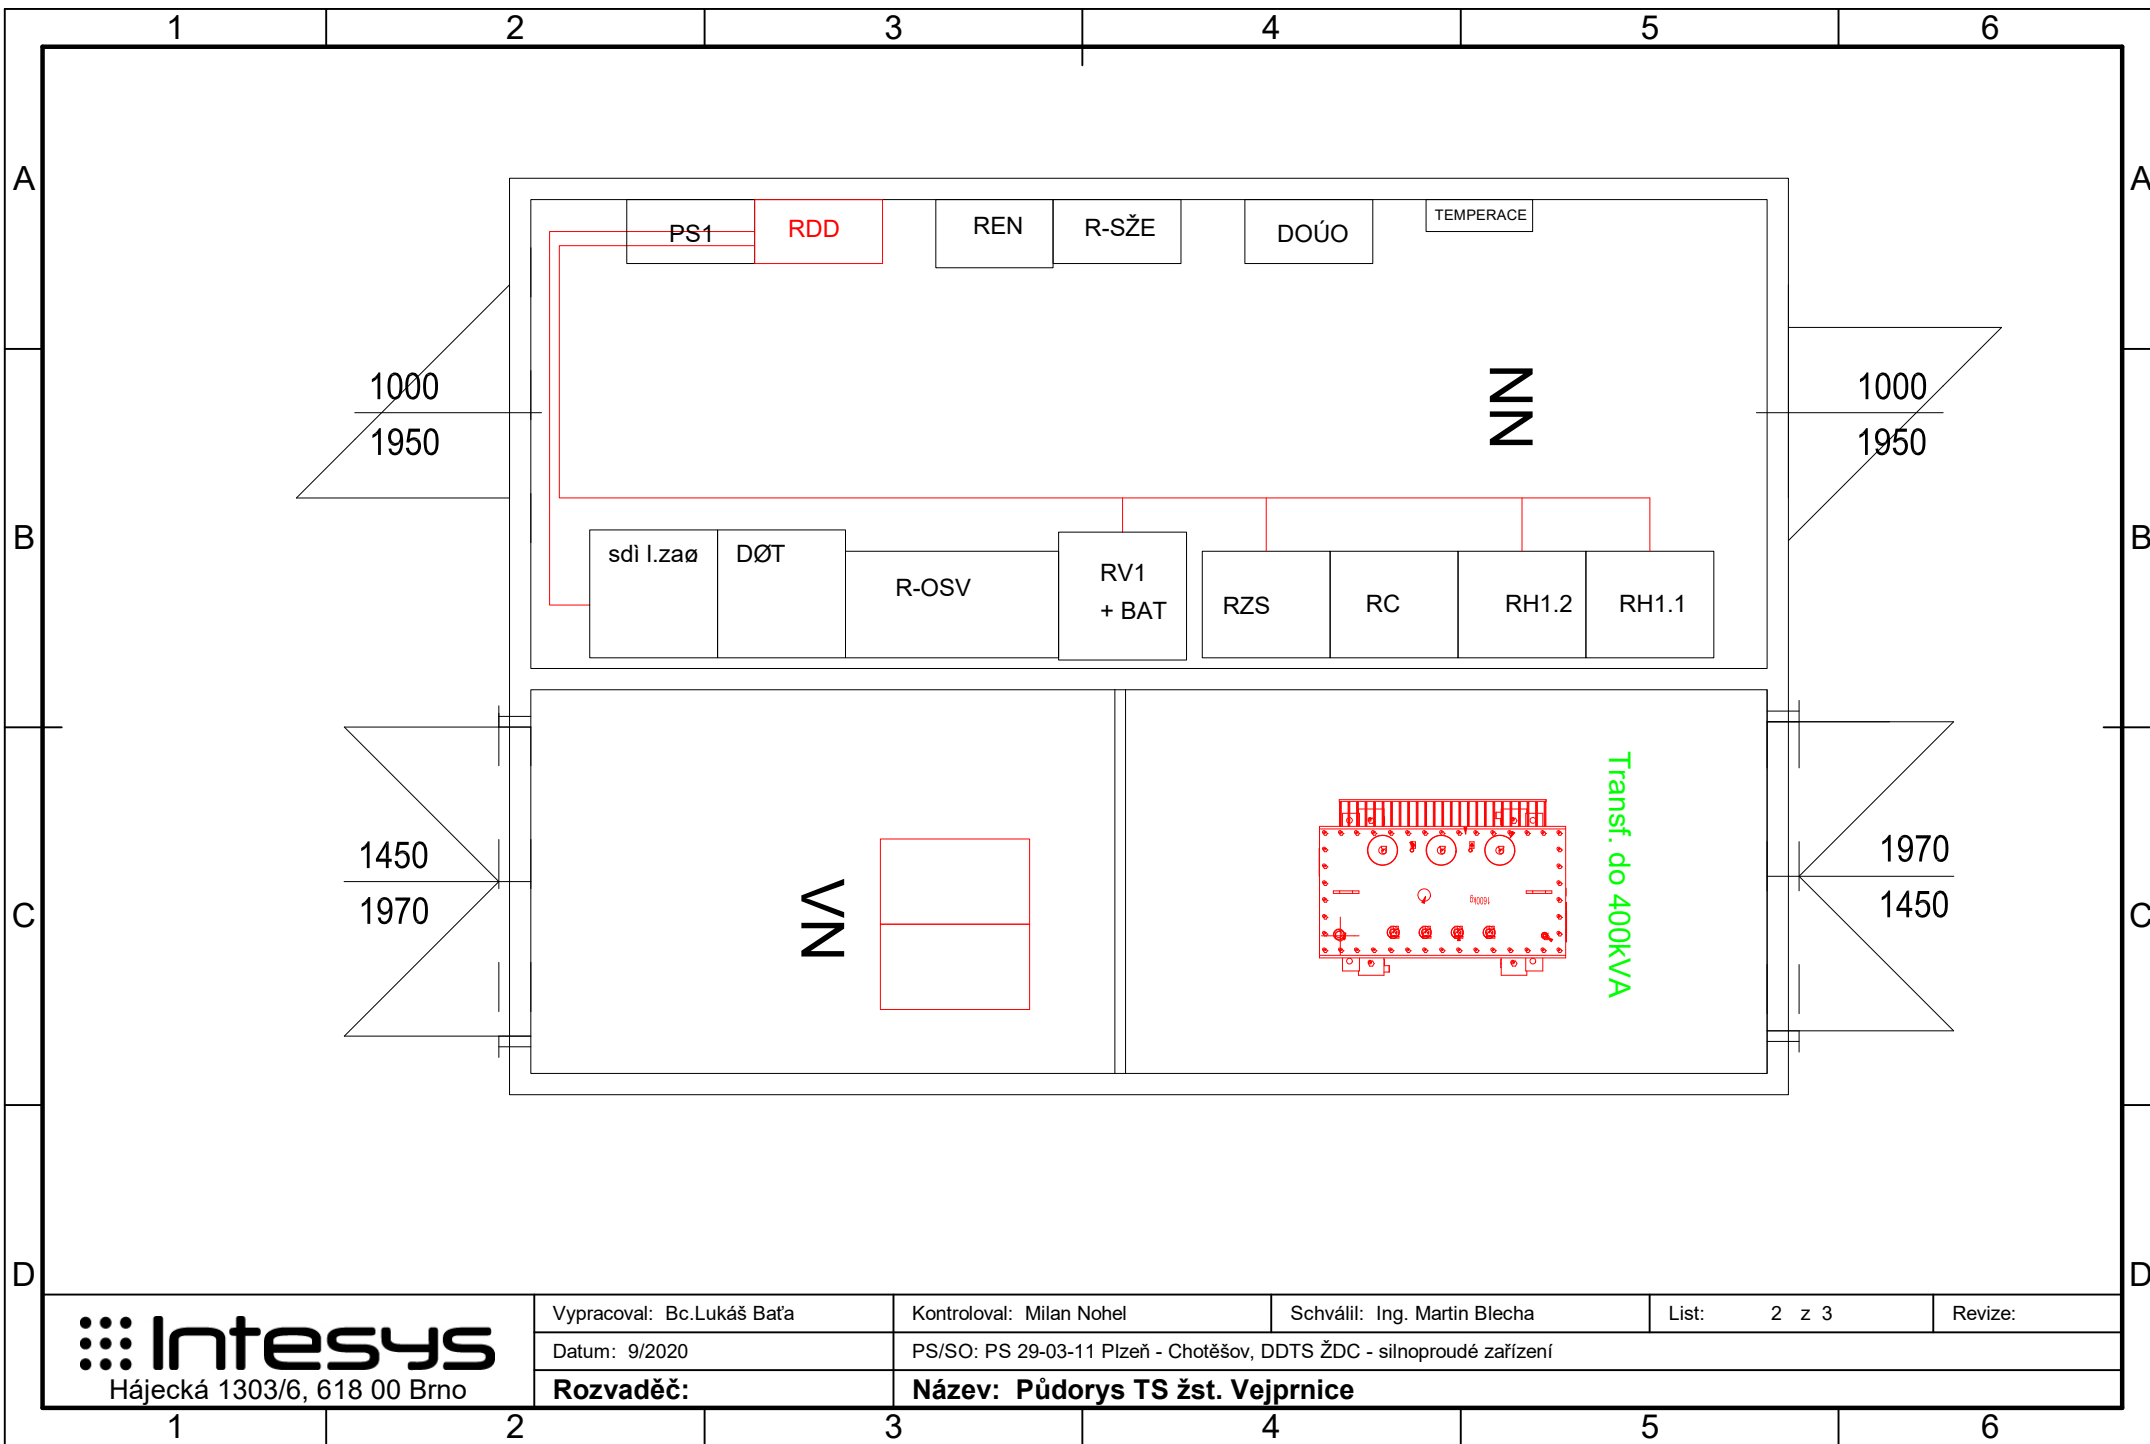 1 2 3 4 5 6
A A
PS1 RDD REN R-SŽE DOÚO TEMPERACE
1000
1950
NN
1000
1950
B B
sdì l.zaø DØT R-OSV RV1
+ BAT
RZS RC RH1.2 RH1.1
1450
1970
VN
1600kg
Transf. do 400kVA
1970
1450
C C
D D
Intesys
Hájecká 1303/6, 618 00 Brno
Vypracoval: Bc.Lukáš Baťa Kontroloval: Milan Nohel Schválil: Ing. Martin Blecha List: 2 z 3 Revize:
Datum: 9/2020 PS/SO: PS 29-03-11 Plzeň - Chotěšov, DDTS ŽDC - silnoproudé zařízení
Rozvaděč: Název: Půdorys TS žst. Vejprnice
1 2 3 4 5 6